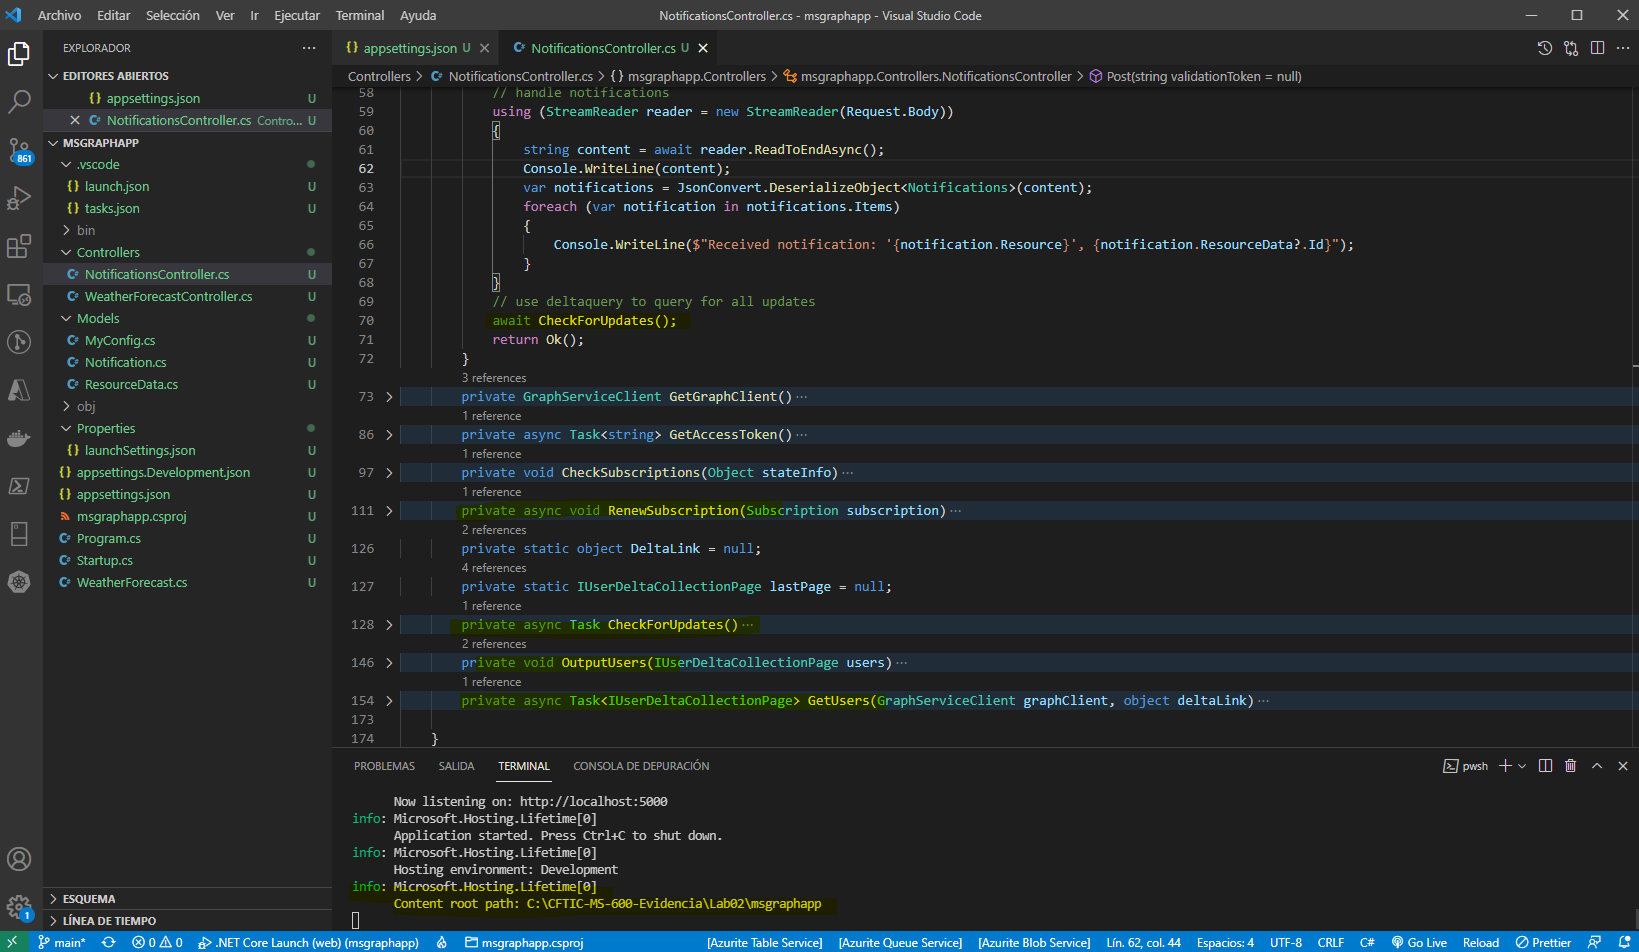 Archivo Editar Selección Ver Ir Ejecutar Terminal Ayuda
NotificationsController.cs - msgraphapp - Visual Studio Code
EXPLORADOR
EDITORES ABIERTOS
{} appsettings.json U
NotificationsController.cs Contro... U
MSGRAPHAPP
.vscode
{} launch.json U
{} tasks.json U
bin
Controllers
C# NotificationsController.cs U
C# WeatherForecastController.cs U
Models
C# MyConfig.cs U
C# Notification.cs U
C# ResourceData.cs U
obj
Properties
{} launchSettings.json U
{} appsettings.Development.json U
{} appsettings.json U
msgraphapp.csproj U
C# Program.cs U
C# Startup.cs U
C# WeatherForecast.cs U
ESQUEMA
LÍNEA DE TIEMPO
861
1
{} appsettings.json U
C# NotificationsController.cs U
Controllers > C# NotificationsController.cs > {} msgraphapp.Controllers > msgraphapp.Controllers.NotificationsController > Post(string validationToken = null)
58 // handle notifications
59 using (StreamReader reader = new StreamReader(Request.Body))
60 {
61 string content = await reader.ReadToEndAsync();
62 Console.WriteLine(content);
63 var notifications = JsonConvert.DeserializeObject<Notifications>(content);
64 foreach (var notification in notifications.Items)
65 {
66 Console.WriteLine($"Received notification: '{notification.Resource}', {notification.ResourceData?.Id}");
67 }
68 }
69 // use deltaquery to query for all updates
70 await CheckForUpdates();
71 return Ok();
72 }
3 references
73 private GraphServiceClient GetGraphClient()···
1 reference
86 private async Task<string> GetAccessToken()···
1 reference
97 private void CheckSubscriptions(Object stateInfo)···
1 reference
111 private async void RenewSubscription(Subscription subscription)···
2 references
126 private static object DeltaLink = null;
4 references
127 private static IUserDeltaCollectionPage lastPage = null;
1 reference
128 private async Task CheckForUpdates()···
2 references
146 private void OutputUsers(IUserDeltaCollectionPage users)···
1 reference
154 private async Task<IUserDeltaCollectionPage> GetUsers(GraphServiceClient graphClient, object deltaLink)···
173
174 }
PROBLEMAS SALIDA TERMINAL CONSOLA DE DEPURACIÓN
pwsh
Now listening on: http://localhost:5000
info: Microsoft.Hosting.Lifetime[0]
Application started. Press Ctrl+C to shut down.
info: Microsoft.Hosting.Lifetime[0]
Hosting environment: Development
info: Microsoft.Hosting.Lifetime[0]
Content root path: C:\CFTIC-MS-600-Evidencia\Lab02\msgraphapp
main* 0 0 .NET Core Launch (web) (msgraphapp) msgraphapp.csproj [Azurite Table Service] [Azurite Queue Service] [Azurite Blob Service] Lín. 62, col. 44 Espacios: 4 UTF-8 CRLF C# Go Live Reload Prettier